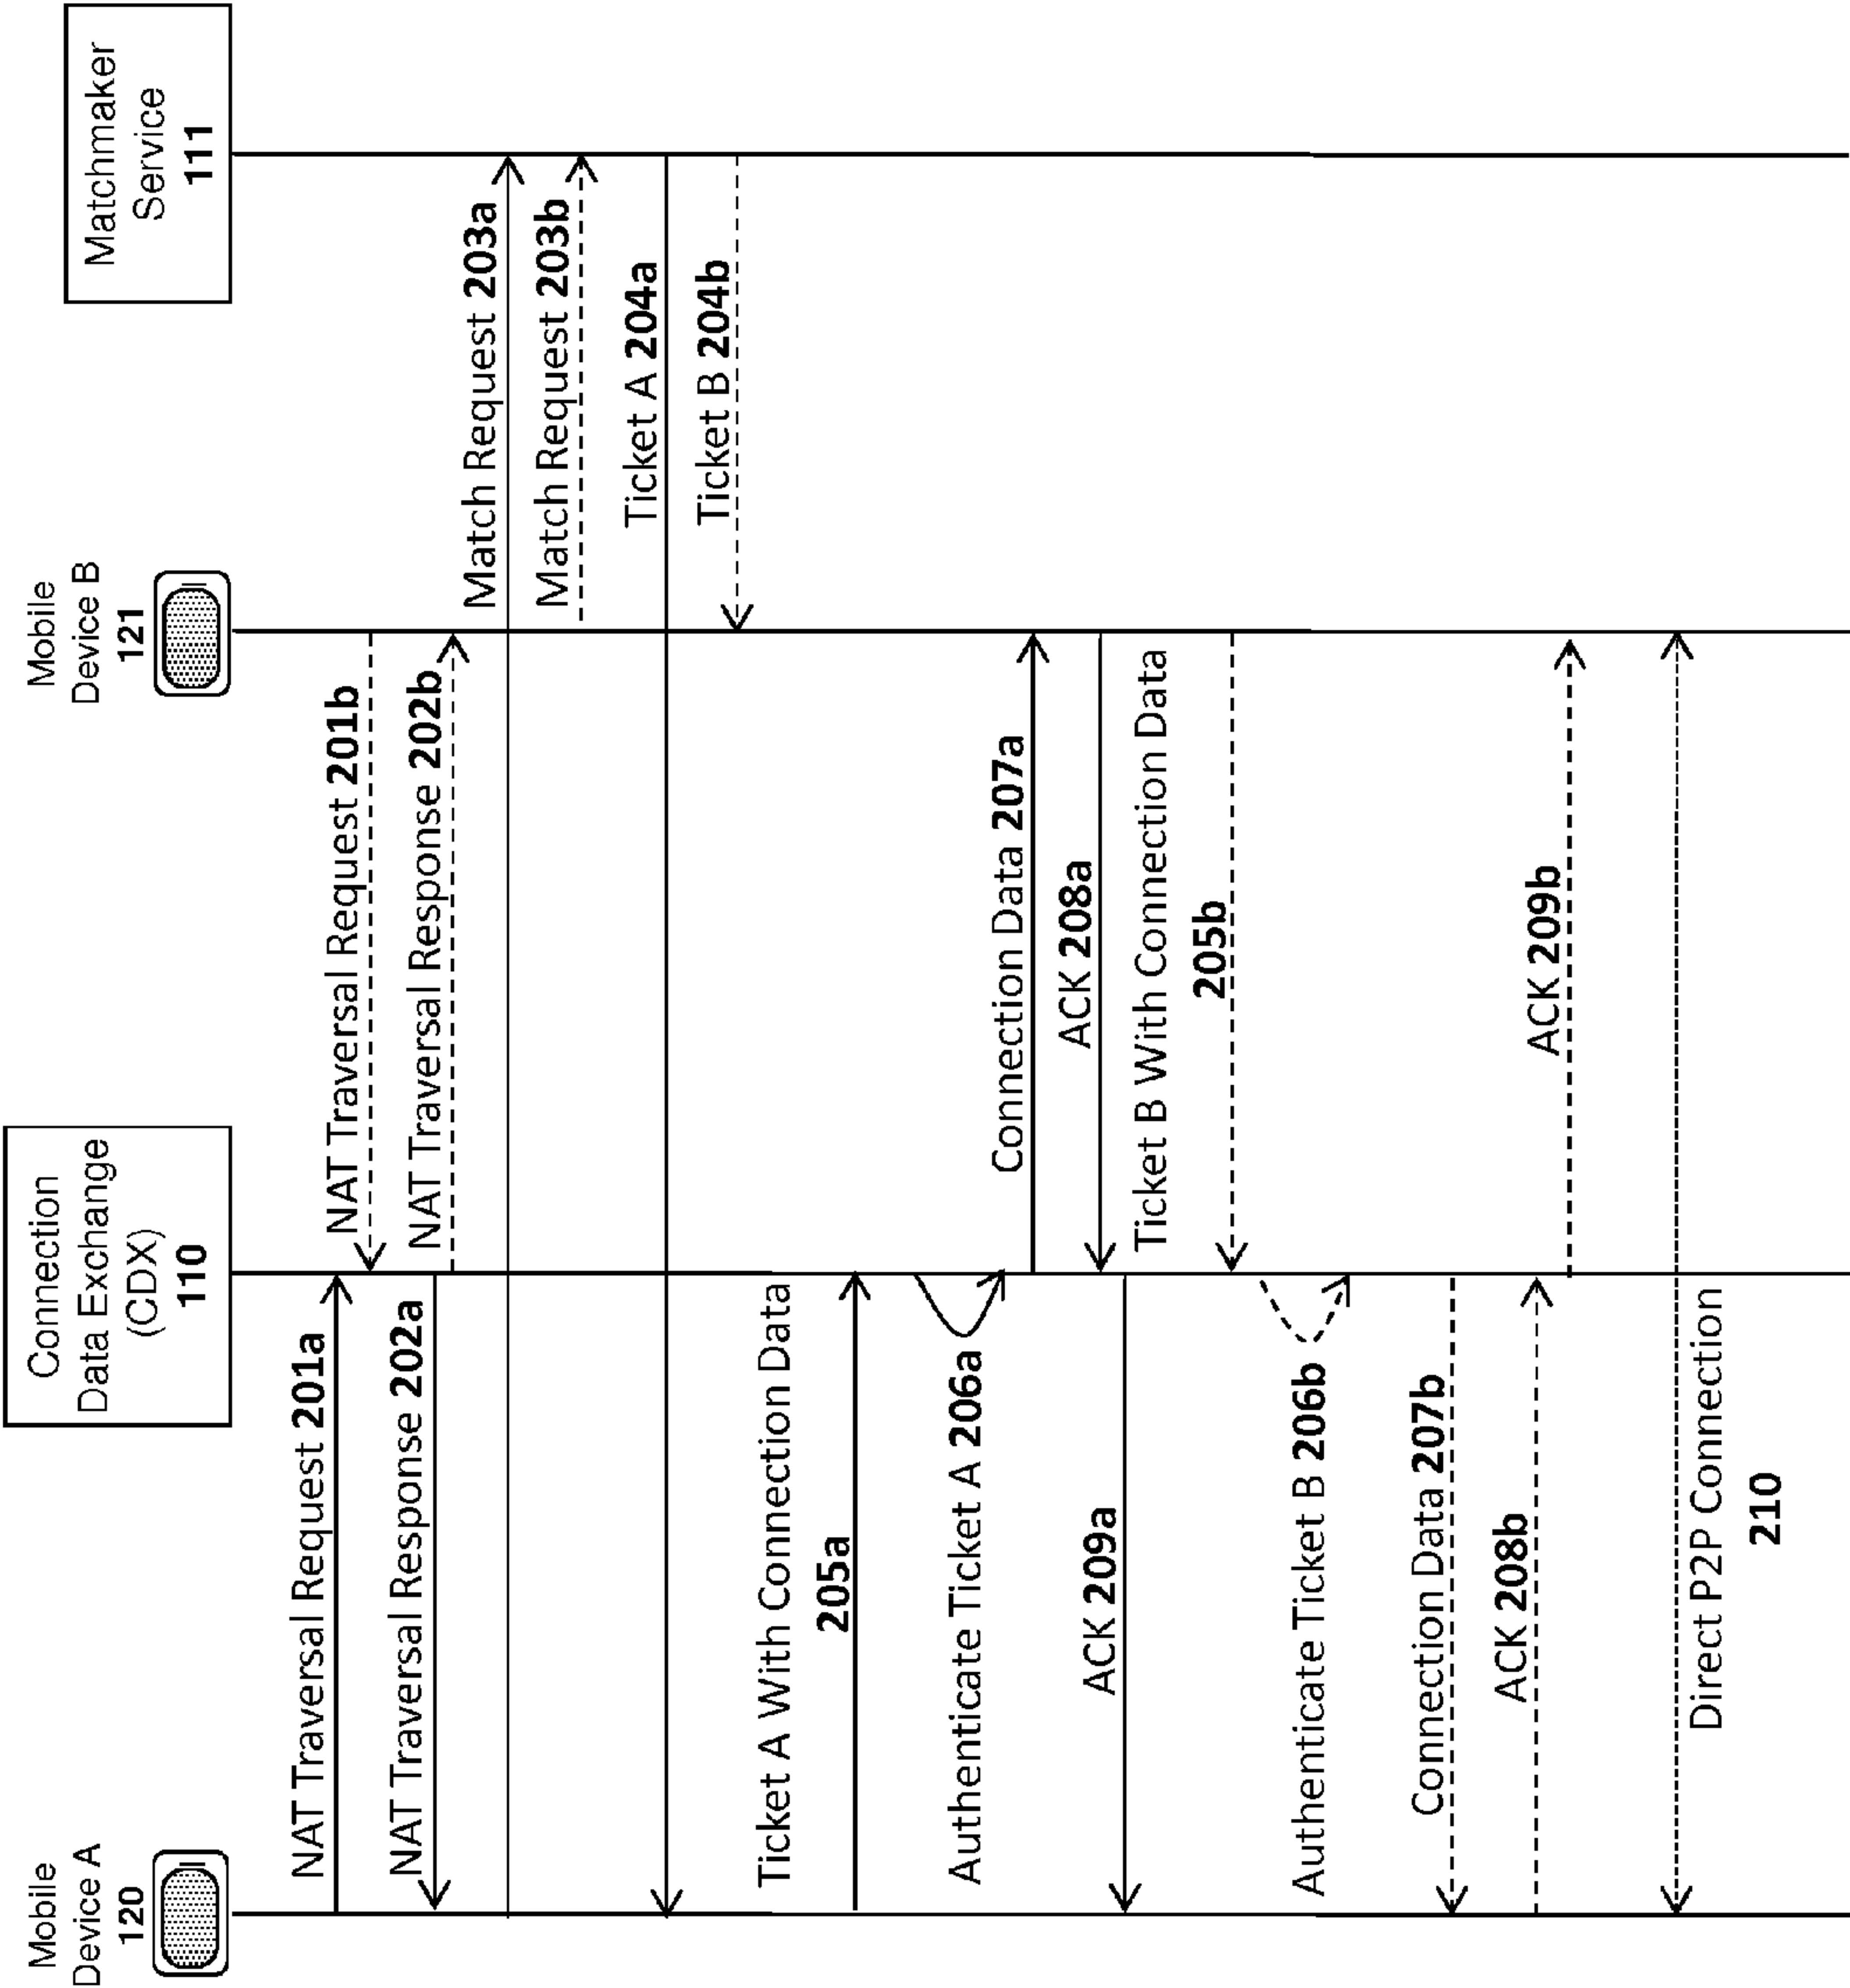 Mobile
Device A
120
Connection
Data Exchange
(CDX)
110
Mobile
Device B
121
Matchmaker
Service
111
NAT Traversal Request 201a
NAT Traversal Request 201b
NAT Traversal Response 202a
NAT Traversal Response 202b
Match Request 203a
Match Request 203b
Ticket A 204a
Ticket B 204b
Ticket A With Connection Data
205a
Authenticate Ticket A 206a
Connection Data 207a
ACK 208a
ACK 209a
Ticket B With Connection Data
205b
Authenticate Ticket B 206b
Connection Data 207b
ACK 208b
ACK 209b
Direct P2P Connection
210